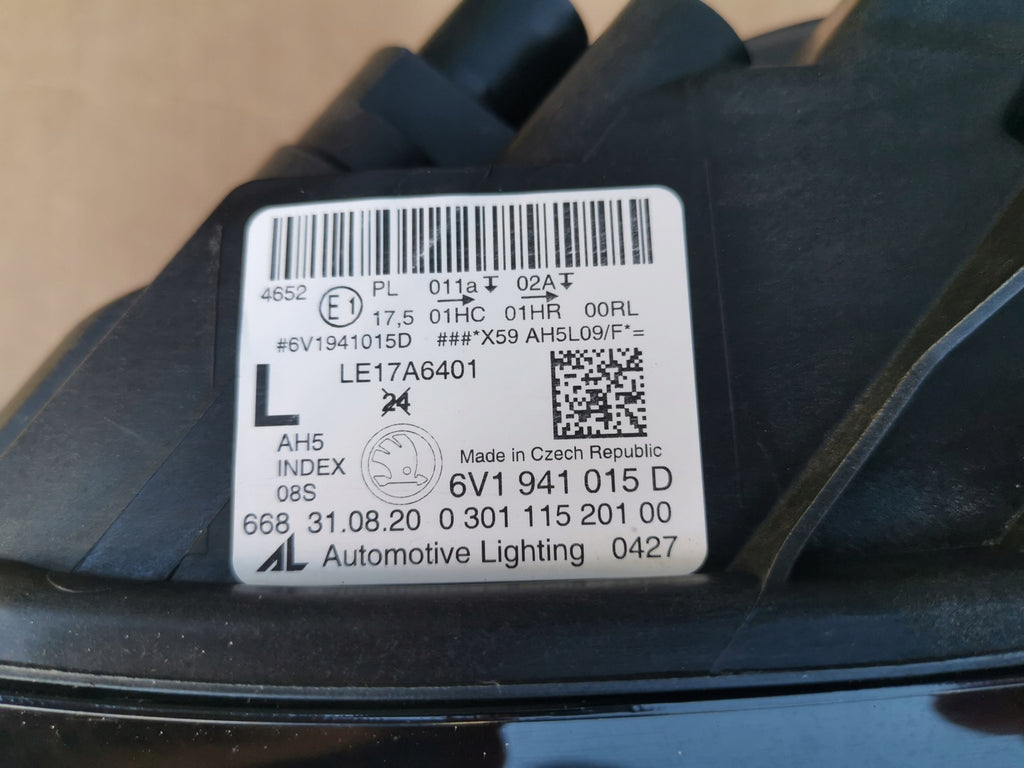 4652 E1 PL 011a 02A
17,5 01HC 01HR 00RL
#6V1941015D ###*X59 AH5L09/F*=
L LE17A6401
24
AH5
INDEX
08S
Made in Czech Republic
6V1 941 015 D
668 31.08.20 0 301 115 201 00
AL Automotive Lighting 0427